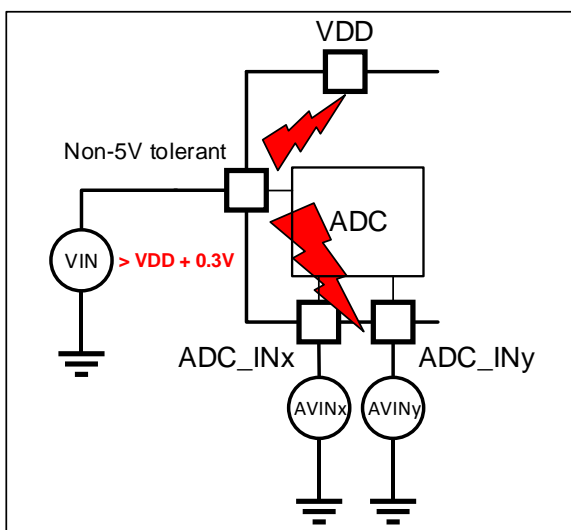 VDD
Non-5V tolerant
ADC
VIN > VDD + 0.3V
ADC_INx ADC_INy
AVINx AVINy